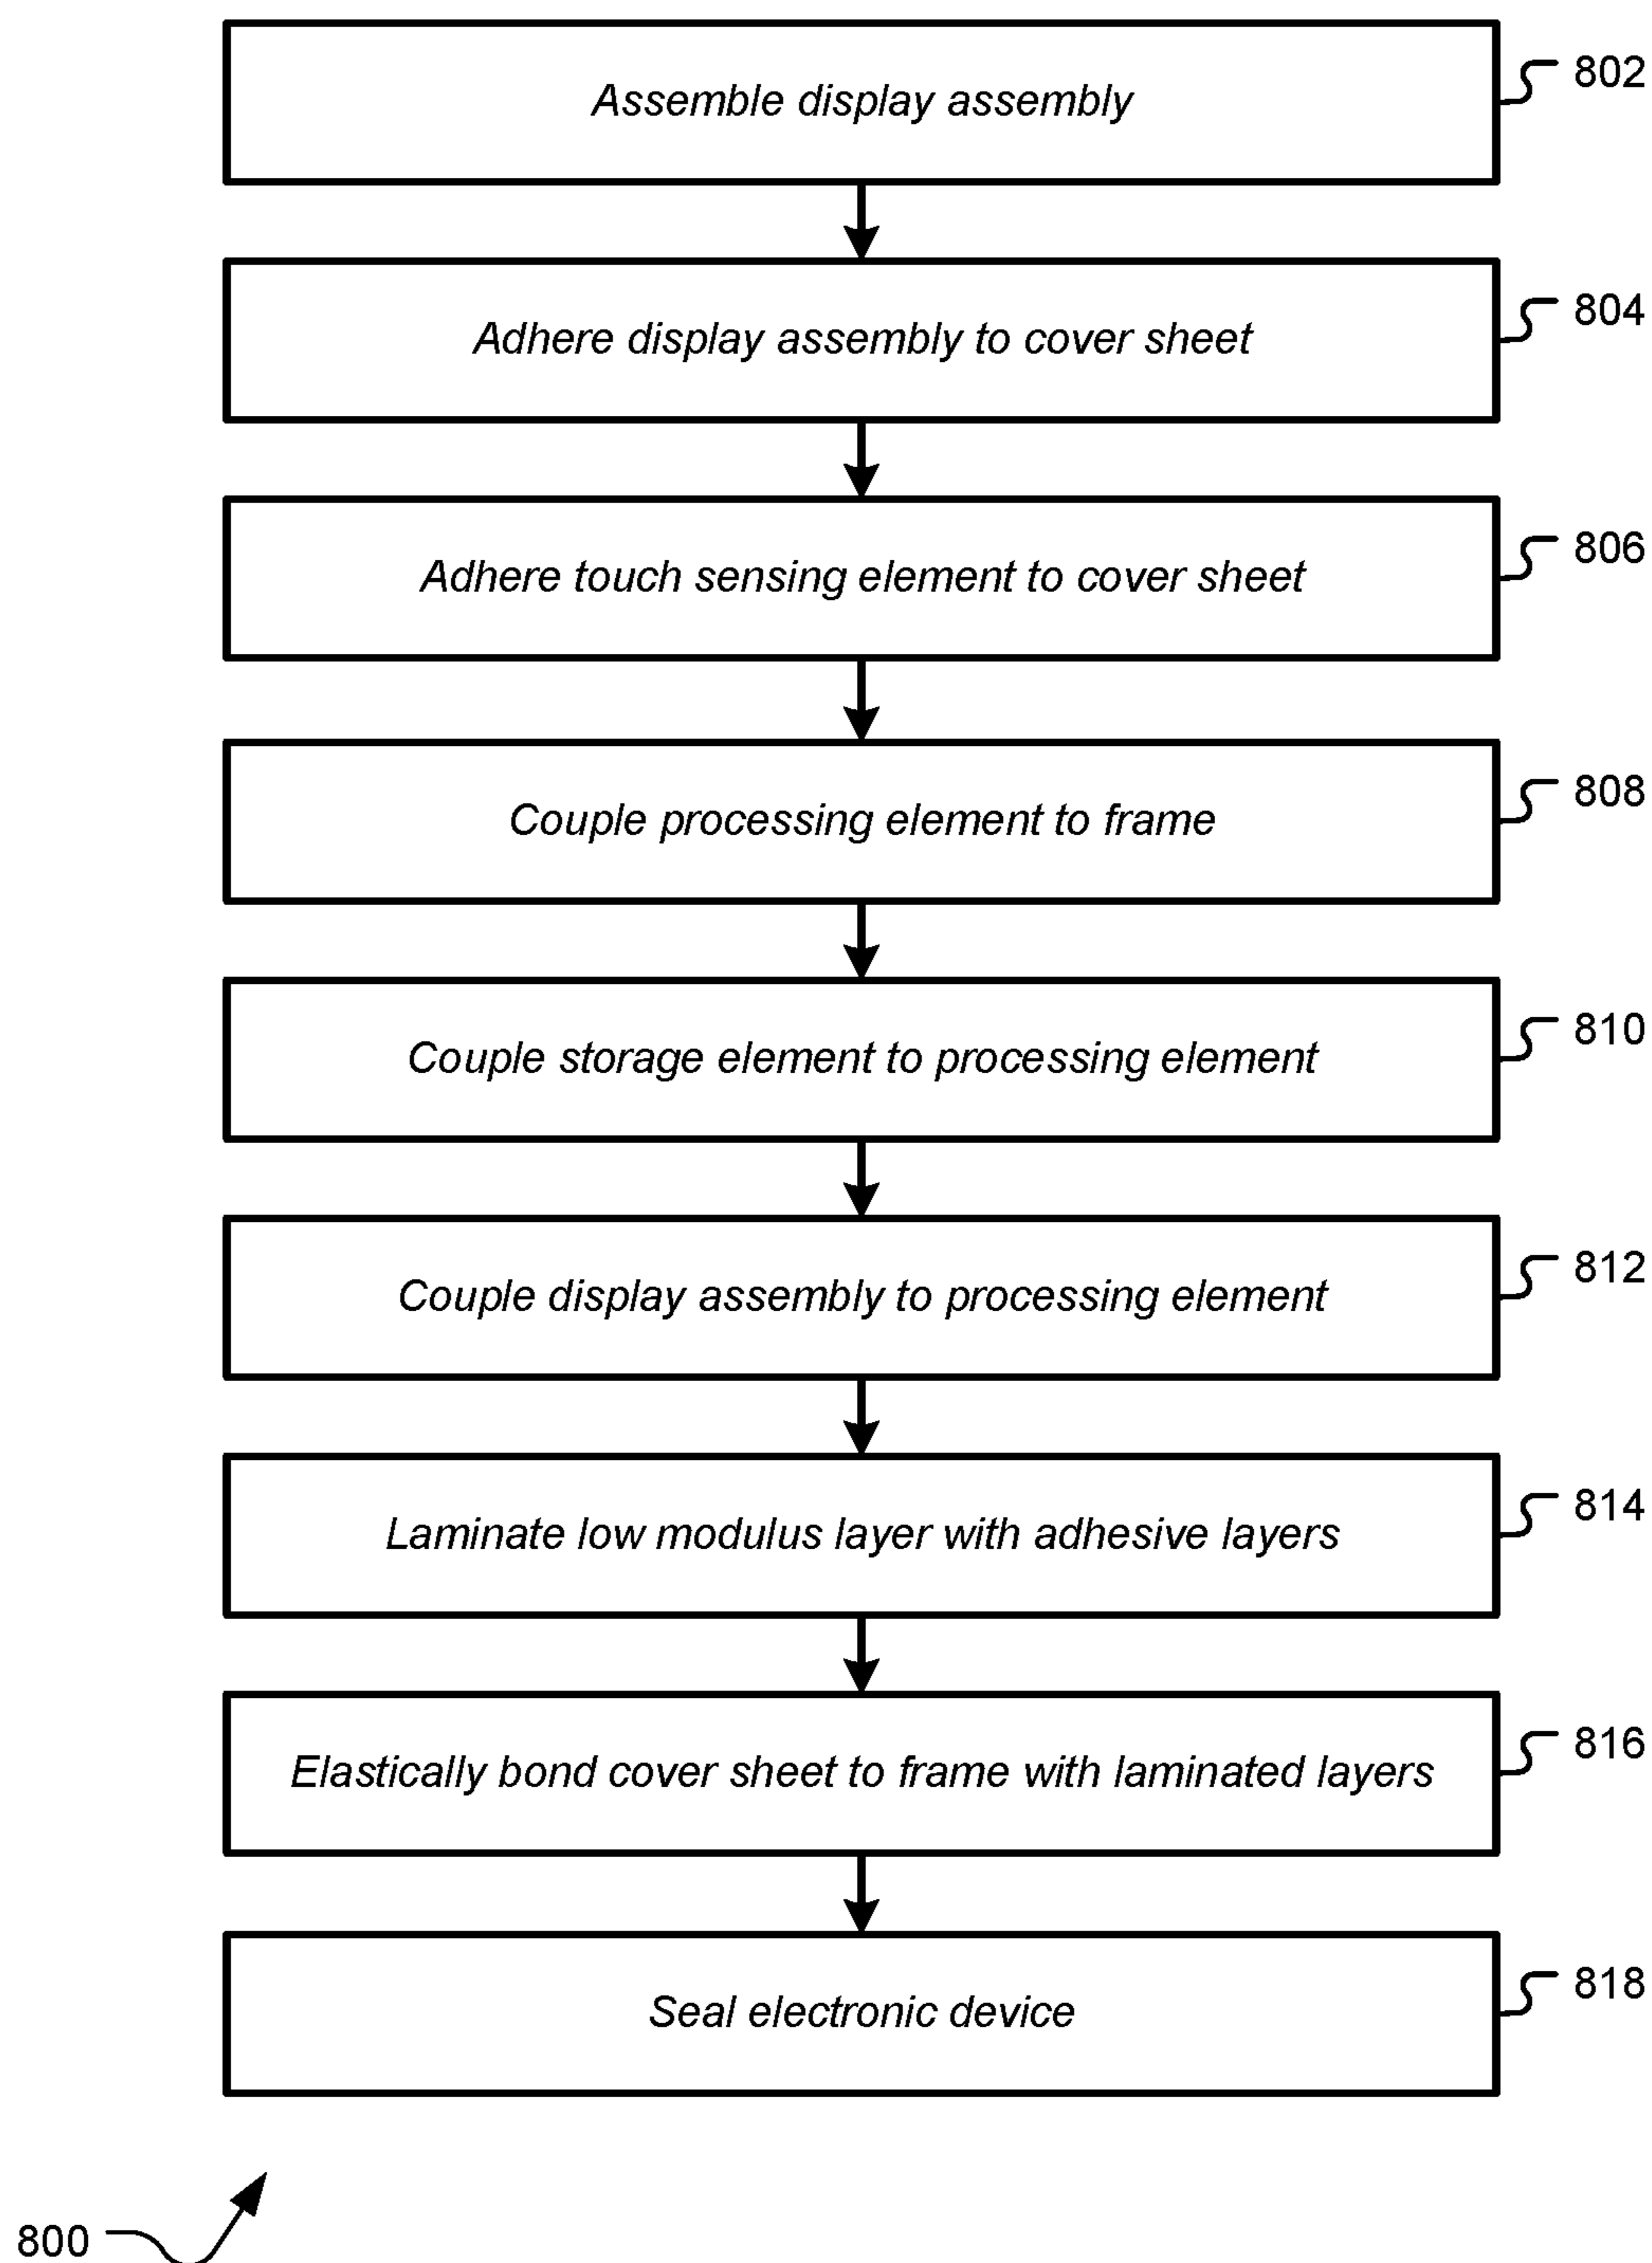 Assemble display assembly
802
Adhere display assembly to cover sheet
804
Adhere touch sensing element to cover sheet
806
Couple processing element to frame
808
Couple storage element to processing element
810
Couple display assembly to processing element
812
Laminate low modulus layer with adhesive layers
814
Elastically bond cover sheet to frame with laminated layers
816
Seal electronic device
818
800